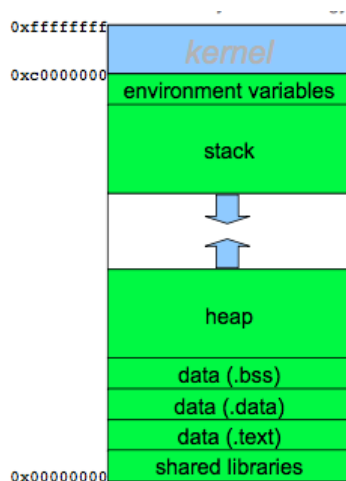 0xffffffff
kernel
0xc0000000
environment variables
stack
heap
data (.bss)
data (.data)
data (.text)
shared libraries
0x00000000